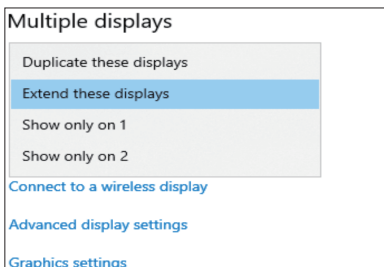 Multiple displays
Duplicate these displays
Extend these displays
Show only on 1
Show only on 2
Connect to a wireless display
Advanced display settings
Graphics settings